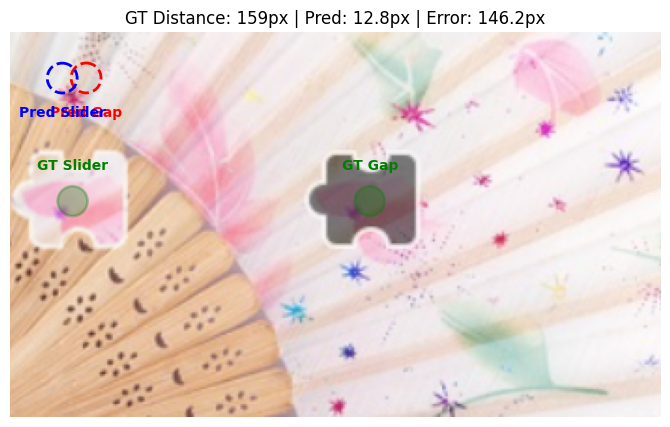 GT Distance: 159px | Pred: 12.8px | Error: 146.2px
Pred Slider
Pred Gap
GT Slider
GT Gap